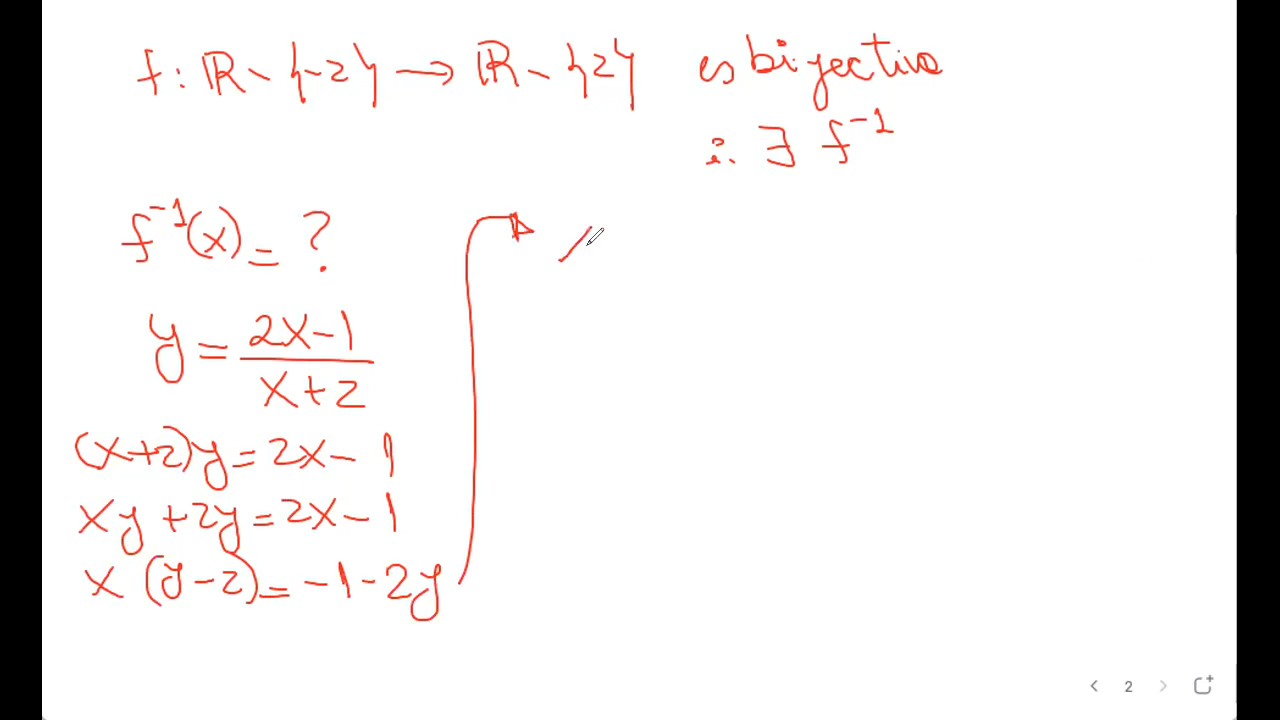 f: ℝ - {-2} → ℝ - {2} es bijectiva
∴ ∃ f⁻¹
f⁻¹(x) = ?
y = (2x-1)/(x+2)
(x+2)y = 2x - 1
xy + 2y = 2x - 1
x (y-2) = -1 - 2y
2